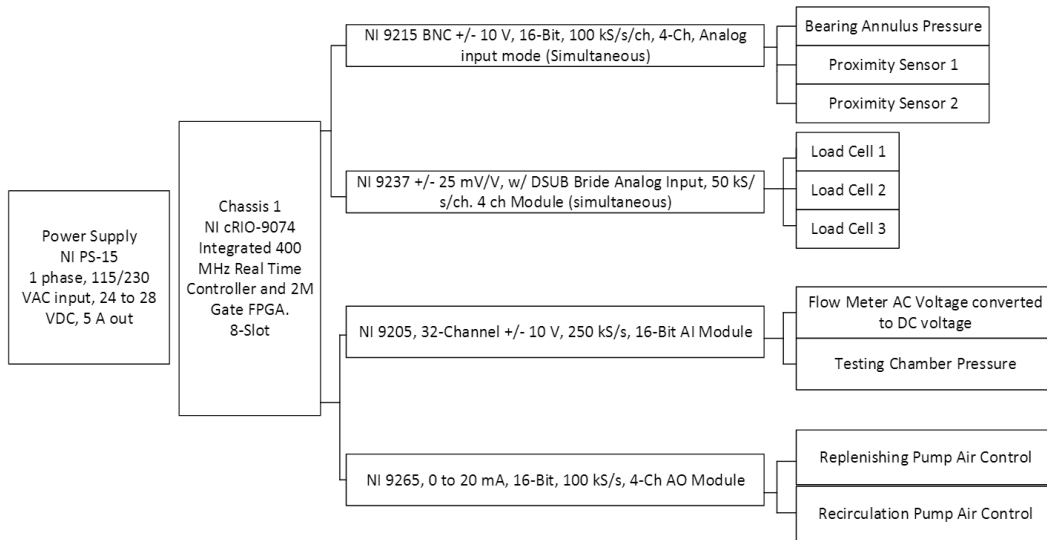 Power Supply
NI PS-15
1 phase, 115/230
VAC input, 24 to 28
VDC, 5 A out
Chassis 1
NI cRIO-9074
Integrated 400
MHz Real Time
Controller and 2M
Gate FPGA.
8-Slot
NI 9215 BNC +/- 10 V, 16-Bit, 100 kS/s/ch, 4-Ch, Analog
input mode (Simultaneous)
Bearing Annulus Pressure
Proximity Sensor 1
Proximity Sensor 2
NI 9237 +/- 25 mV/V, w/ DSUB Bride Analog Input, 50 kS/
s/ch. 4 ch Module (simultaneous)
Load Cell 1
Load Cell 2
Load Cell 3
NI 9205, 32-Channel +/- 10 V, 250 kS/s, 16-Bit AI Module
Flow Meter AC Voltage converted
to DC voltage
Testing Chamber Pressure
NI 9265, 0 to 20 mA, 16-Bit, 100 kS/s, 4-Ch AO Module
Replenishing Pump Air Control
Recirculation Pump Air Control